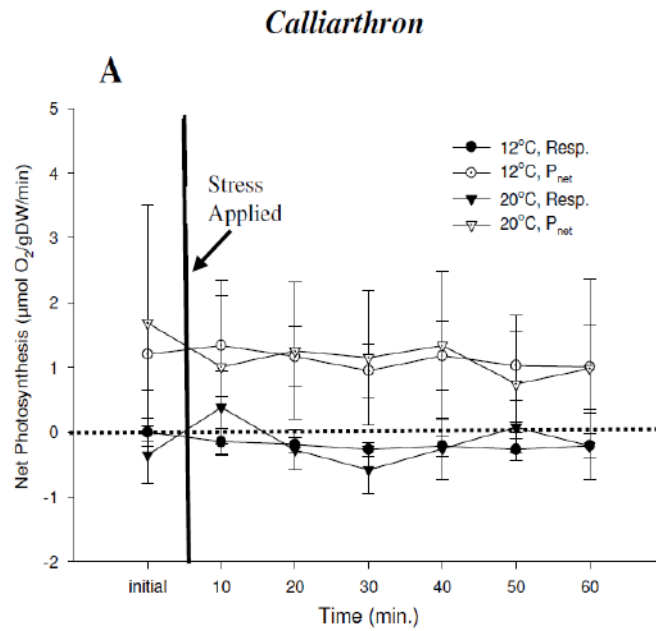 Calliarthron
A
Net Photosynthesis (µmol O₂/gDW/min)
5
4
3
2
1
0
-1
-2
Stress
Applied
12°C, Resp.
12°C, Pnet
20°C, Resp.
20°C, Pnet
initial 10 20 30 40 50 60
Time (min.)